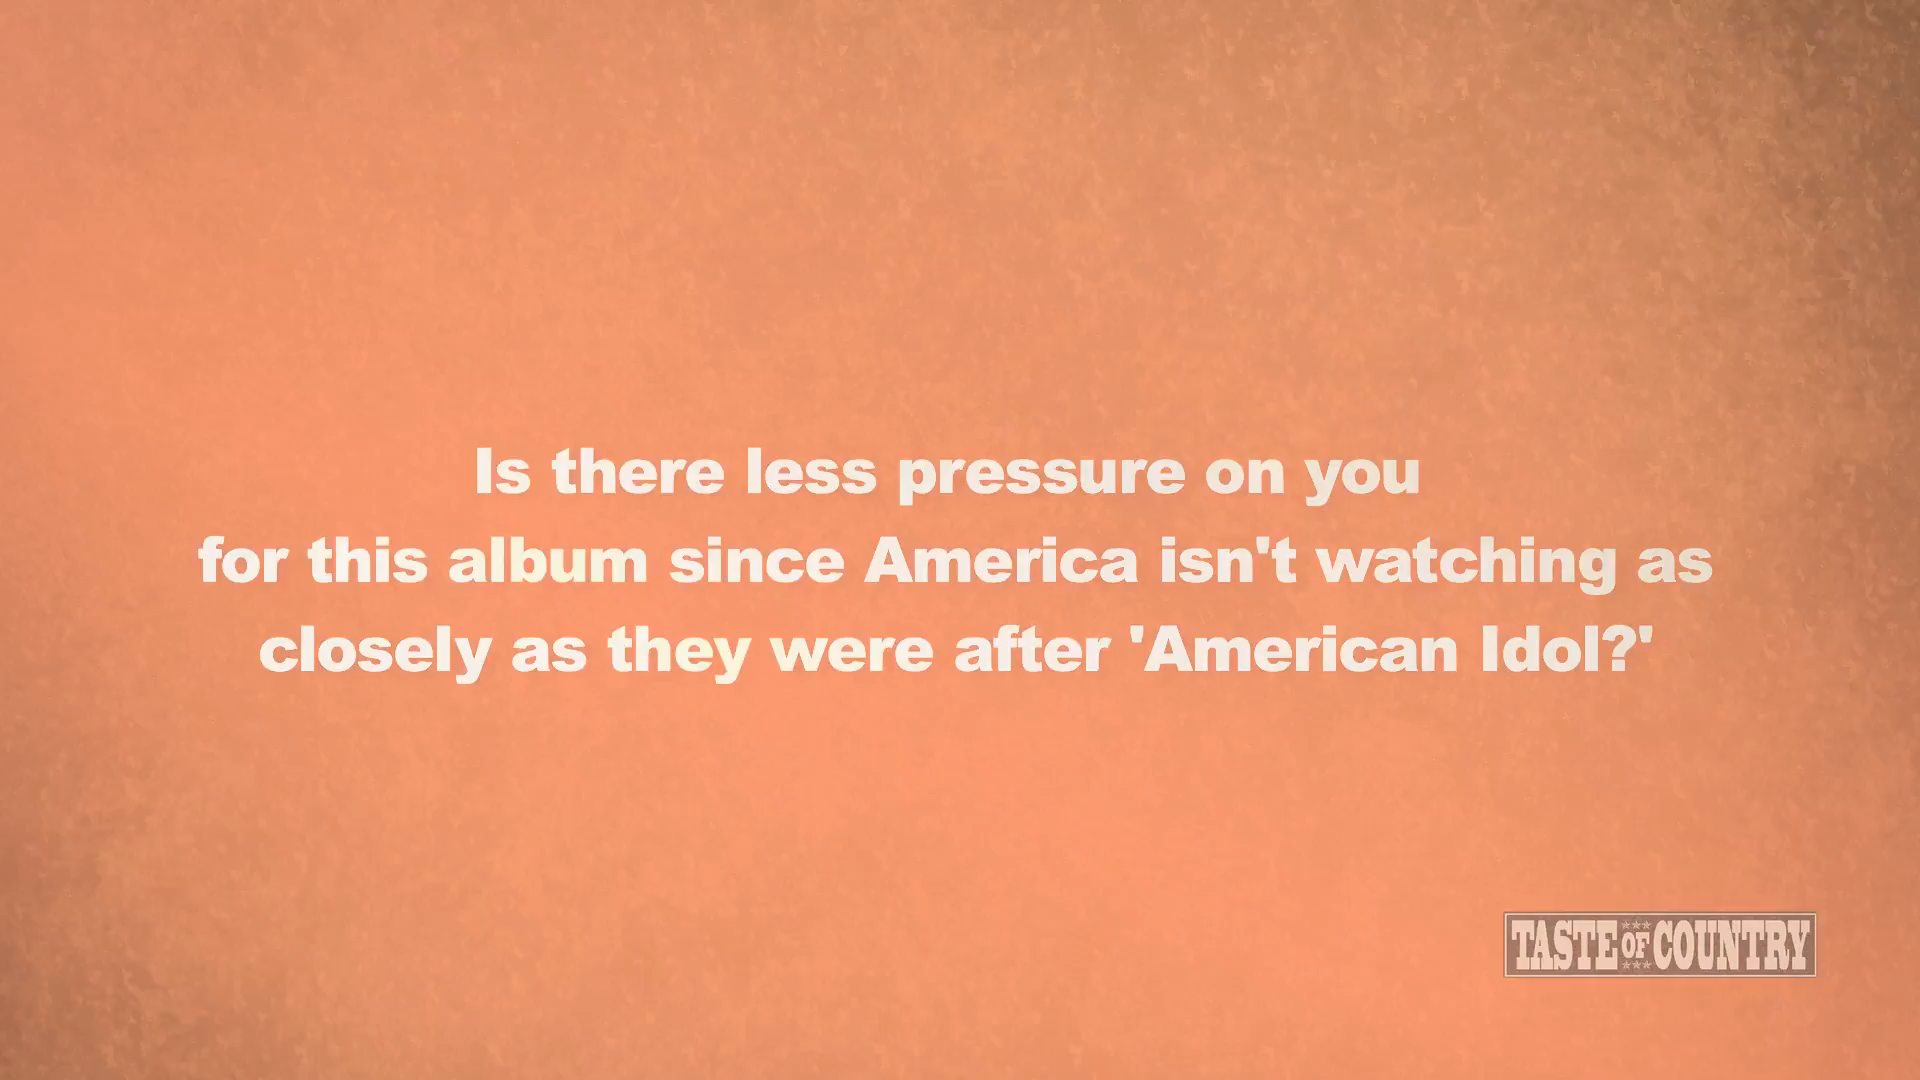 Is there less pressure on you
for this album since America isn't watching as
closely as they were after 'American Idol?'
TASTE OF COUNTRY